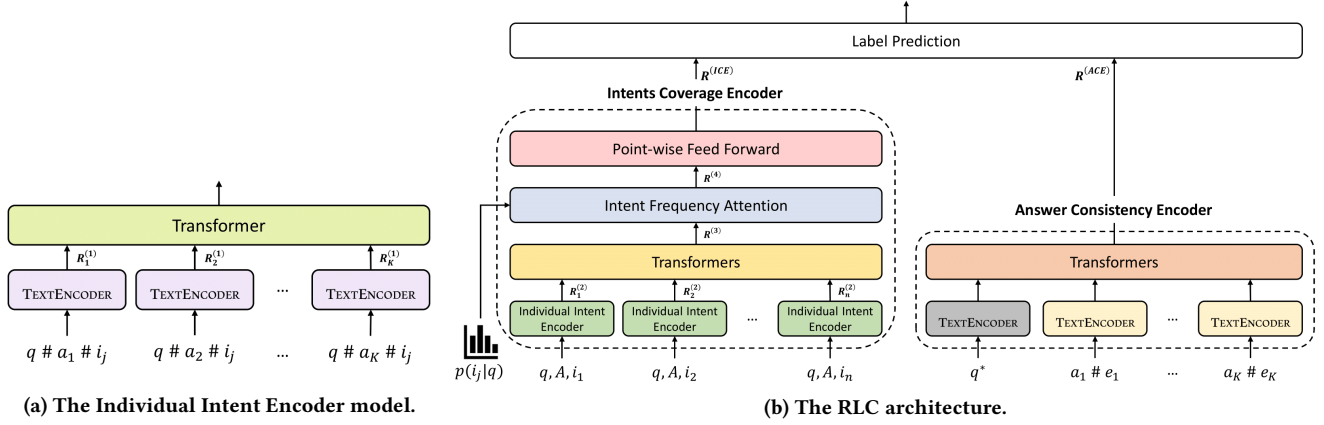 Transformer
R_1^{(1)} R_2^{(1)} R_K^{(1)}
TEXTENCODER TEXTENCODER ... TEXTENCODER
q # a_1 # i_j q # a_2 # i_j ... q # a_K # i_j
(a) The Individual Intent Encoder model.
Label Prediction
R^{(ICE)} R^{(ACE)}
Intents Coverage Encoder
Point-wise Feed Forward
R^{(4)}
Intent Frequency Attention
R^{(3)}
Transformers
R_1^{(2)} R_2^{(2)} R_n^{(2)}
Individual Intent Individual Intent Individual Intent
Encoder Encoder ... Encoder
p(i_j|q)
q, A, i_1 q, A, i_2 q, A, i_n
Answer Consistency Encoder
Transformers
TEXTENCODER TEXTENCODER ... TEXTENCODER
q* a_1 # e_1 ... a_K # e_K
(b) The RLC architecture.